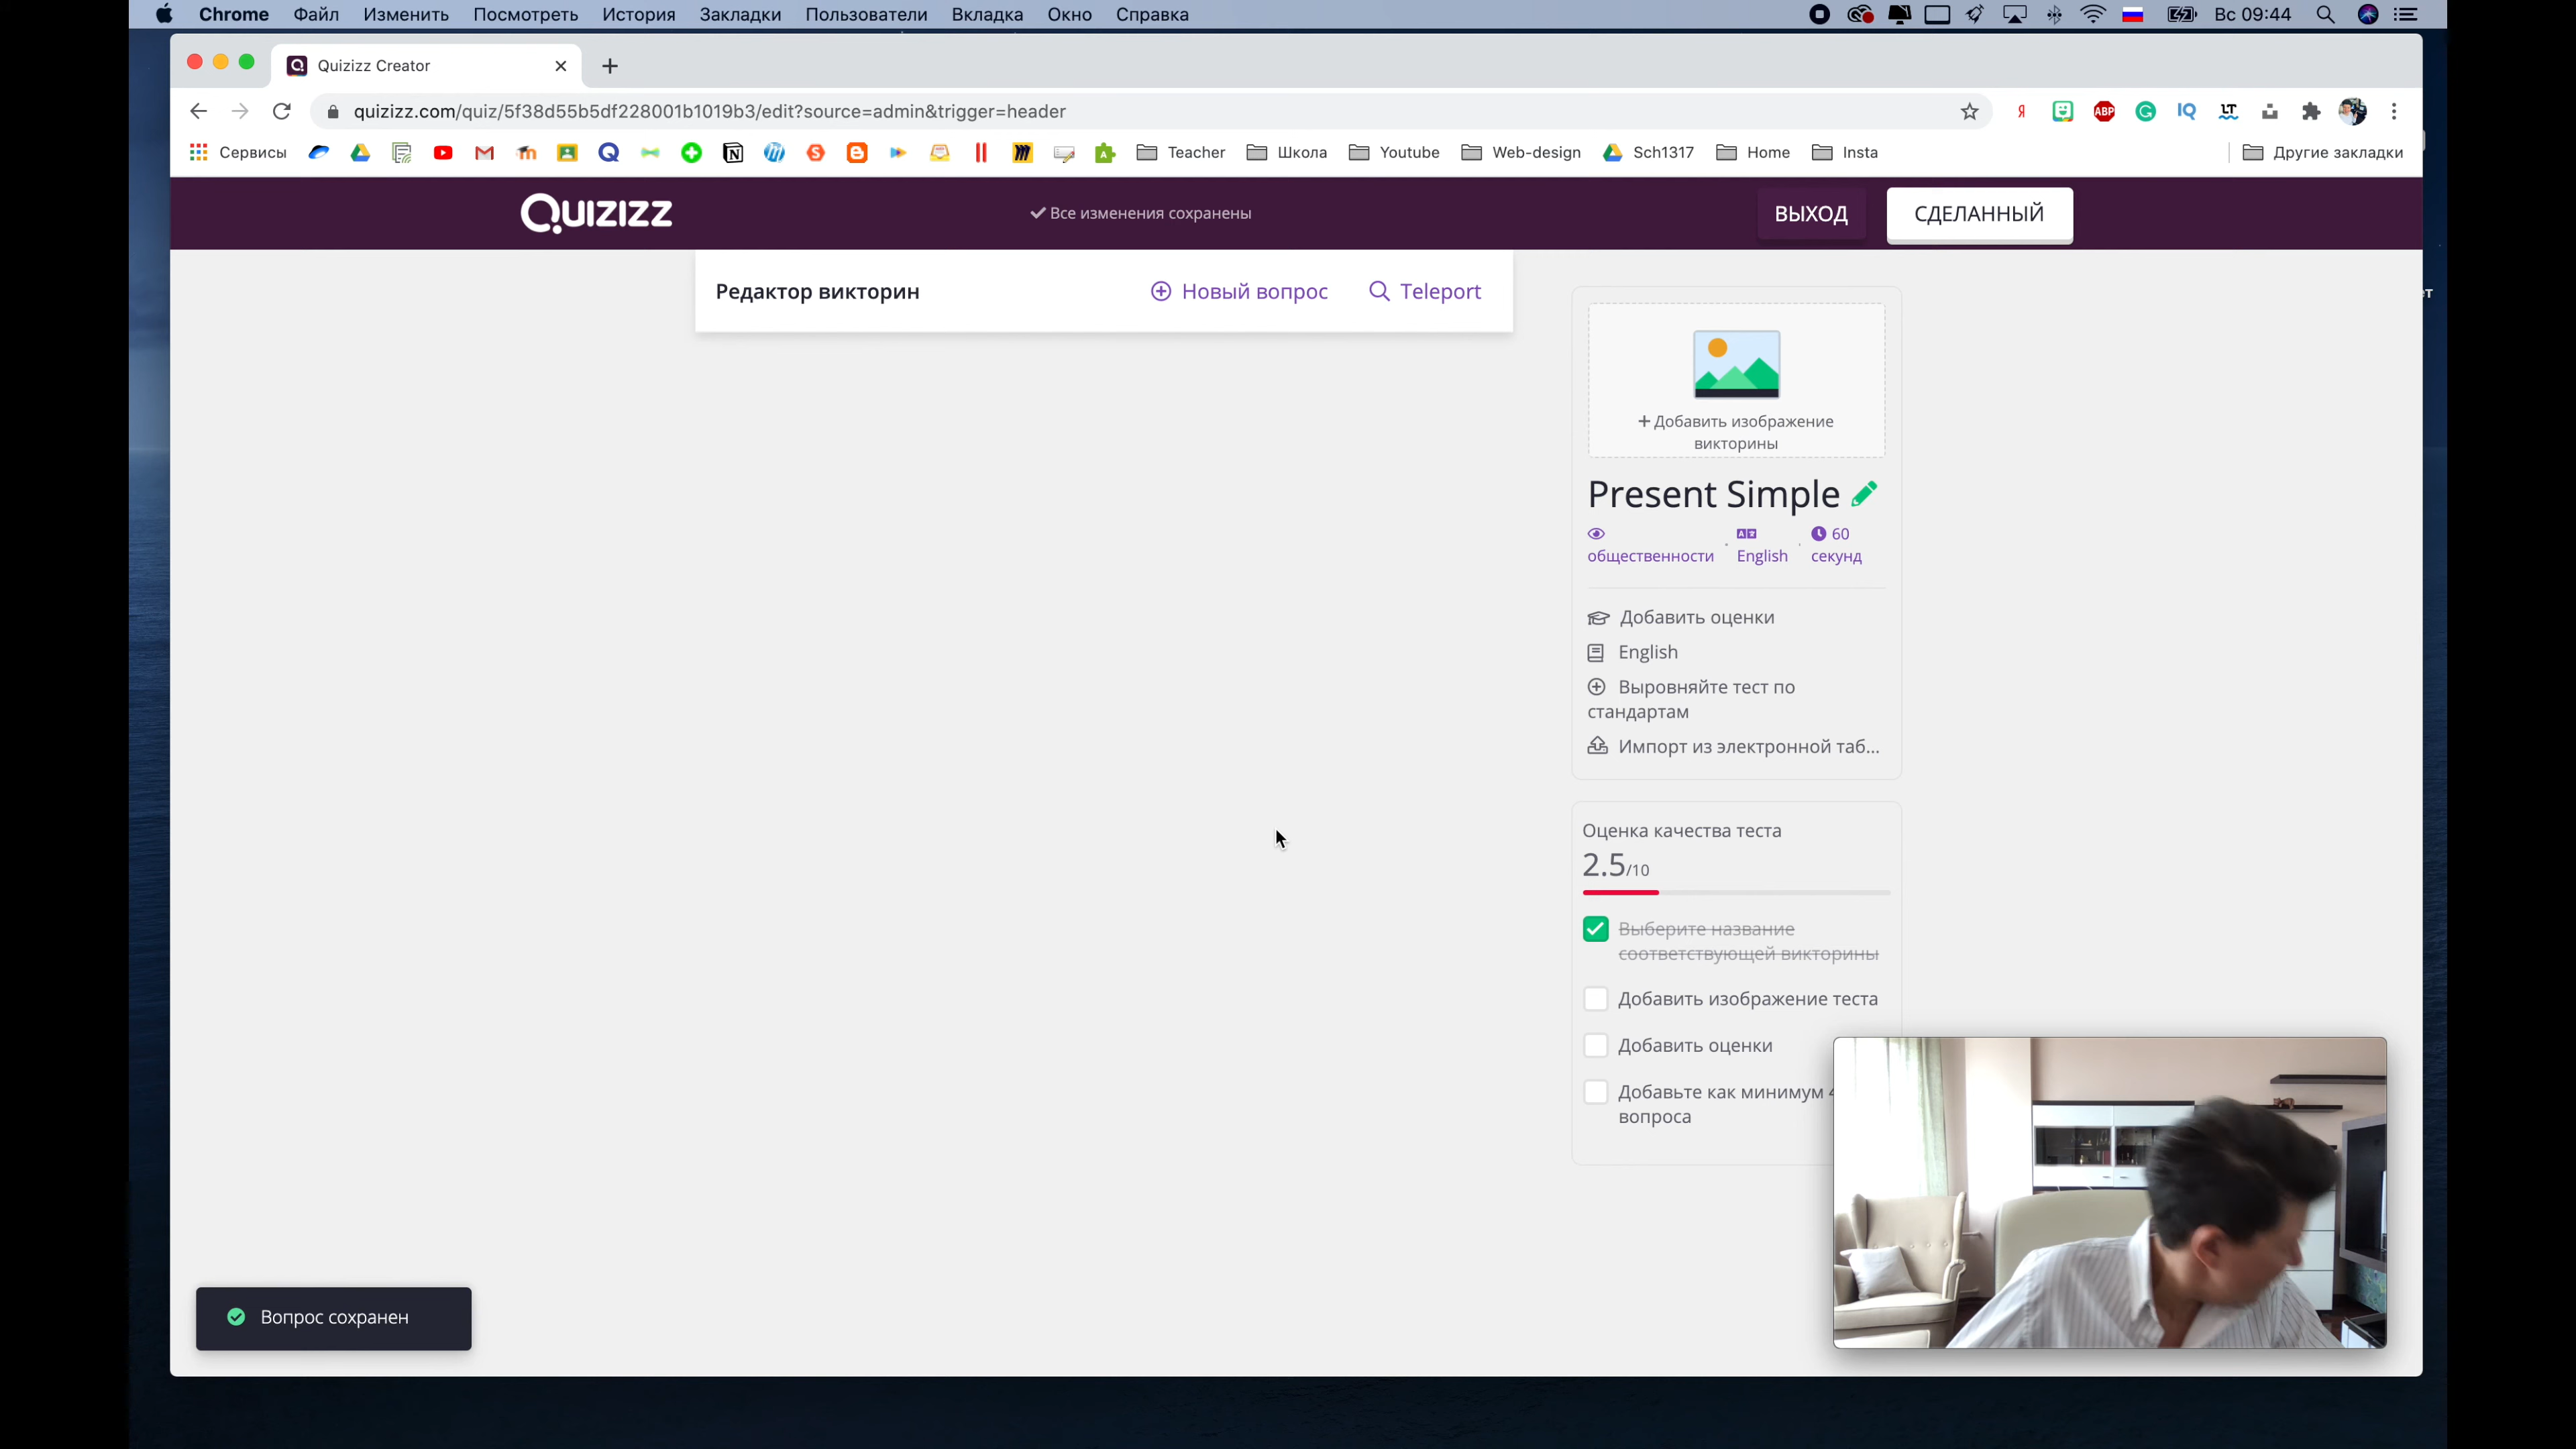 Chrome Файл Изменить Посмотреть История Закладки Пользователи Вкладка Окно Справка Вс 09:44
Quizizz Creator
quizizz.com/quiz/5f38d55b5df228001b1019b3/edit?source=admin&trigger=header
Сервисы Teacher Школа Youtube Web-design Sch1317 Home Insta Другие закладки
Quizizz
Все изменения сохранены
ВЫХОД
СДЕЛАННЫЙ
Редактор викторин
Новый вопрос
Teleport
+ Добавить изображение
викторины
Present Simple
общественности
English
60
секунд
Добавить оценки
English
Выровняйте тест по
стандартам
Импорт из электронной таб...
Оценка качества теста
2.5/10
Выберите название
соответствующей викторины
Добавить изображение теста
Добавить оценки
Добавьте как минимум 4
вопроса
Вопрос сохранен